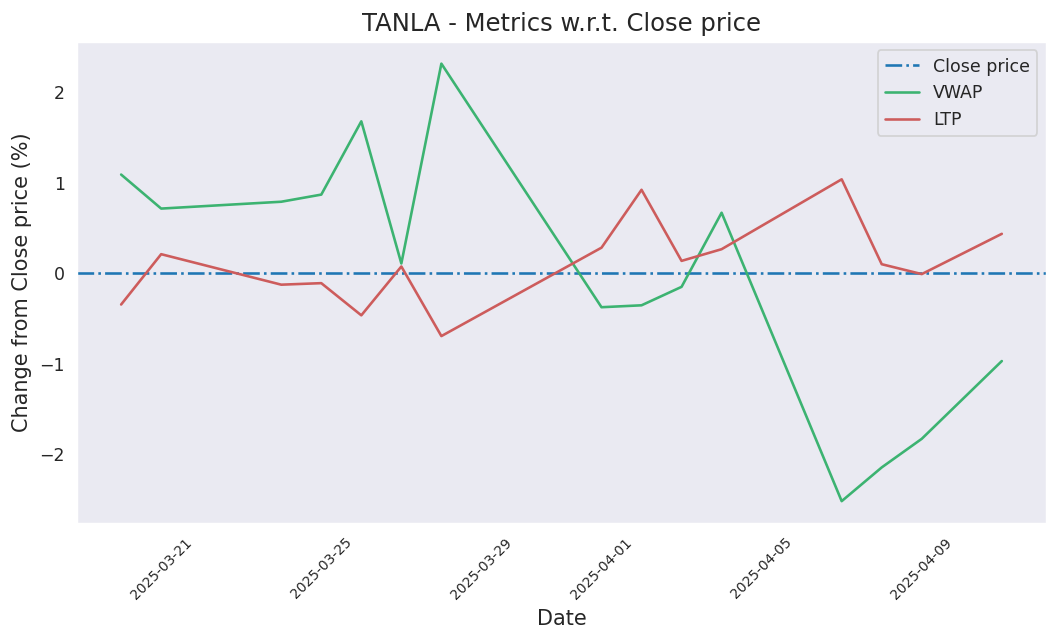 TANLA - Metrics w.r.t. Close price
Close price
VWAP
LTP
Change from Close price (%)
2
1
0
−1
−2
2025-03-21
2025-03-25
2025-03-29
2025-04-01
2025-04-05
2025-04-09
Date